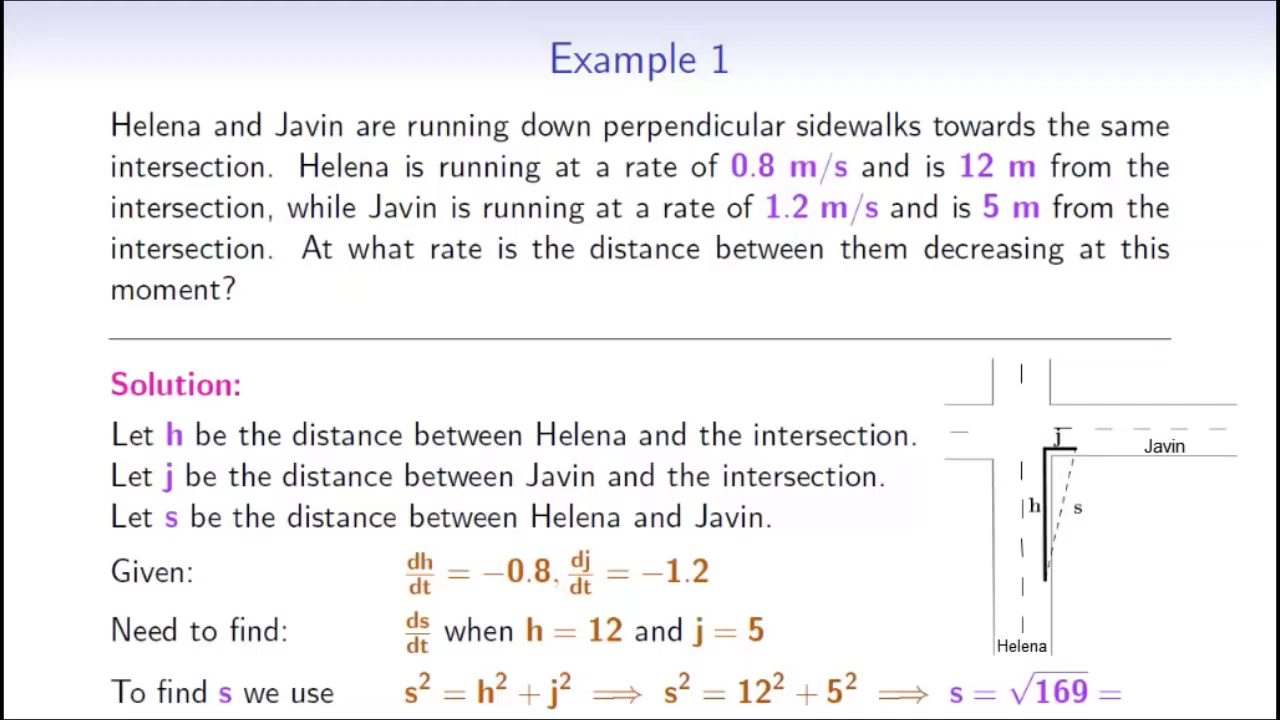 Example 1
Helena and Javin are running down perpendicular sidewalks towards the same
intersection. Helena is running at a rate of 0.8 m/s and is 12 m from the
intersection, while Javin is running at a rate of 1.2 m/s and is 5 m from the
intersection. At what rate is the distance between them decreasing at this
moment?
Solution:
Let h be the distance between Helena and the intersection.
Let j be the distance between Javin and the intersection.
Let s be the distance between Helena and Javin.
Given: dh/dt = −0.8, dj/dt = −1.2
Need to find: ds/dt when h = 12 and j = 5
To find s we use s² = h² + j² ⟹ s² = 12² + 5² ⟹ s = √169 =
j
Javin
h
s
Helena